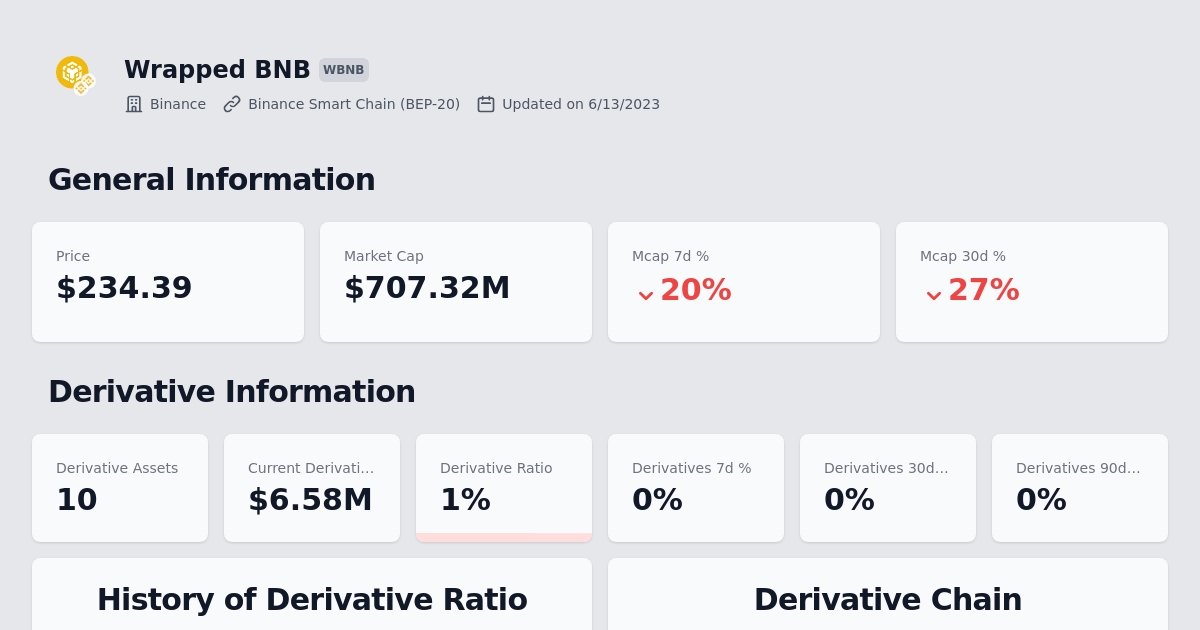 Wrapped BNB WBNB
Binance Binance Smart Chain (BEP-20) Updated on 6/13/2023
General Information
Price Market Cap Mcap 7d % Mcap 30d %
$234.39 $707.32M 20% 27%
Derivative Information
Derivative Assets Current Derivati... Derivative Ratio Derivatives 7d % Derivatives 30d... Derivatives 90d...
10 $6.58M 1% 0% 0% 0%
History of Derivative Ratio Derivative Chain